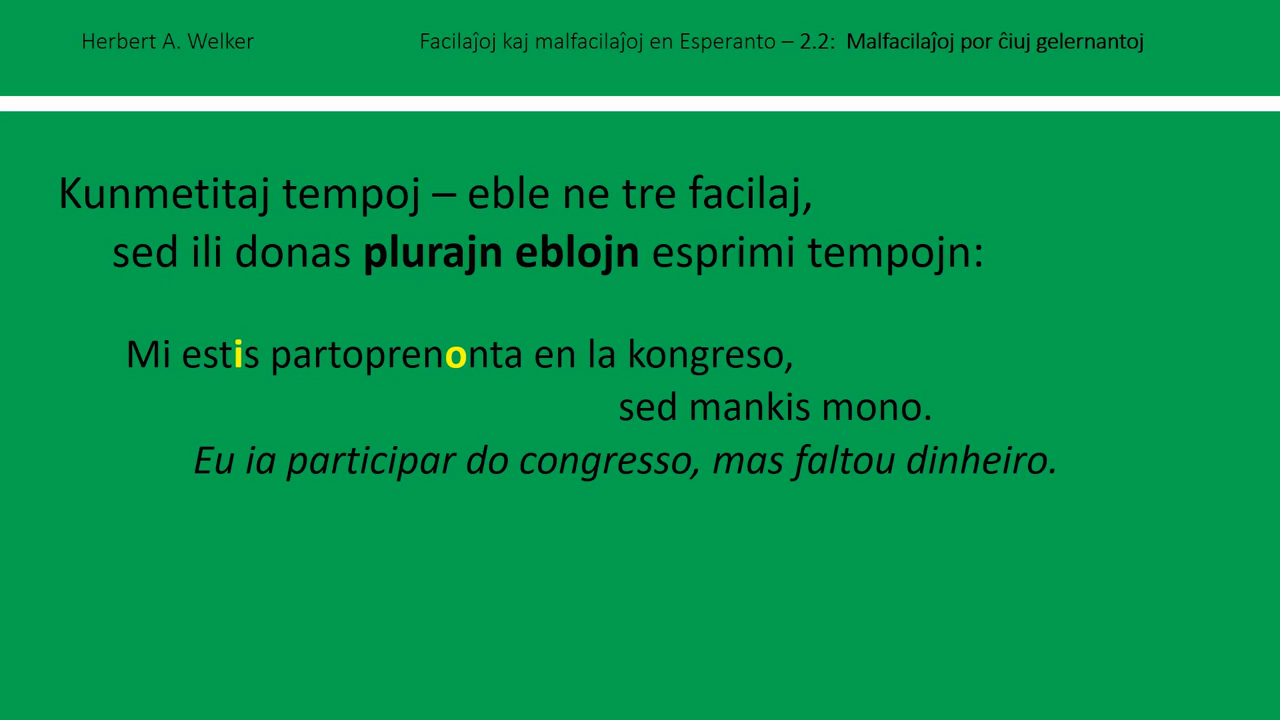 Herbert A. Welker Facilaĵoj kaj malfacilaĵoj en Esperanto – 2.2: Malfacilaĵoj por ĉiuj gelernantoj
Kunmetitaj tempoj – eble ne tre facilaj,
sed ili donas plurajn eblojn esprimi tempojn:
Mi estis partoprenonta en la kongreso,
sed mankis mono.
Eu ia participar do congresso, mas faltou dinheiro.